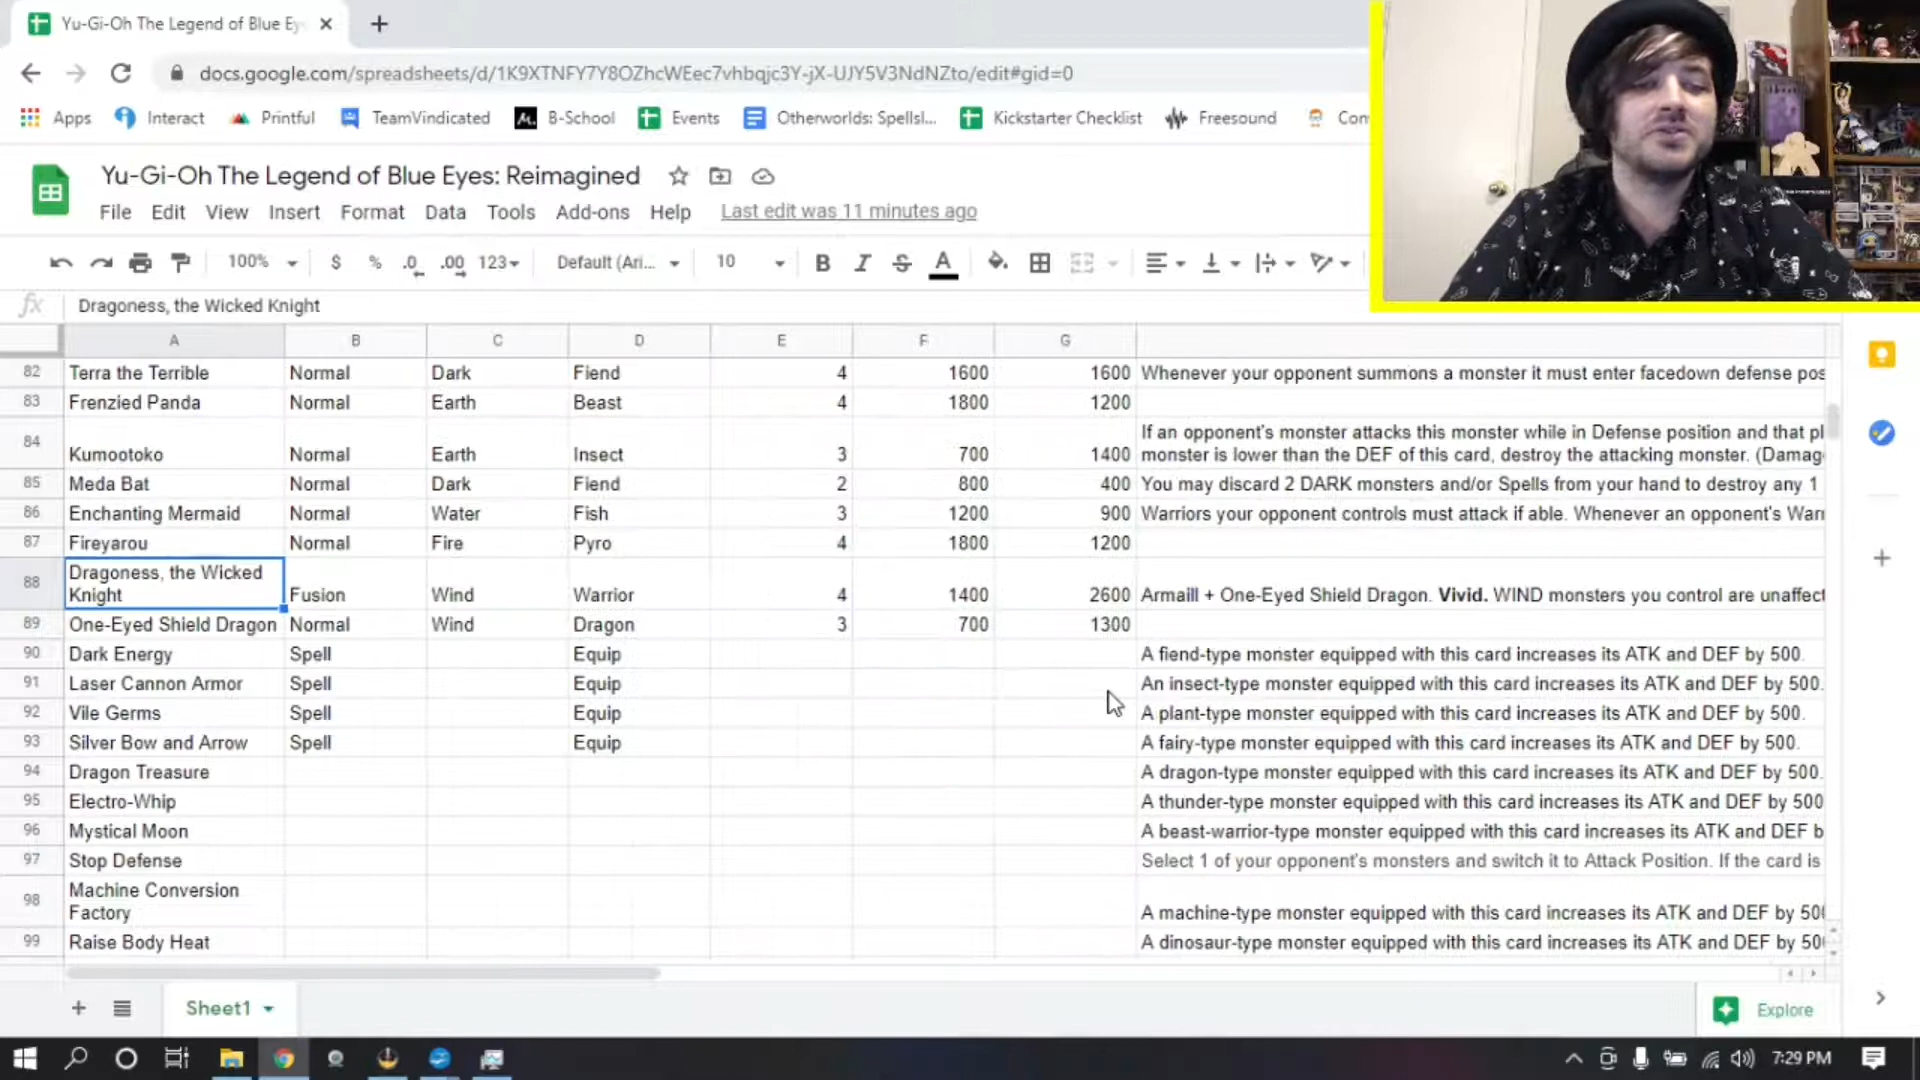 Yu-Gi-Oh The Legend of Blue Ey
docs.google.com/spreadsheets/d/1K9XTNFY7Y8OZhcWEec7vhbqjc3Y-jX-UJY5V3NdNZto/edit#gid=0
Apps Interact Printful TeamVindicated B-School Events Otherworlds: Spellsl... Kickstarter Checklist Freesound Con
Yu-Gi-Oh The Legend of Blue Eyes: Reimagined
File Edit View Insert Format Data Tools Add-ons Help Last edit was 11 minutes ago
100% $ % .0 .00 123 Default (Ari... 10 B I S A
fx Dragoness, the Wicked Knight
A B C D E F G
82 Terra the Terrible Normal Dark Fiend 4 1600 1600 Whenever your opponent summons a monster it must enter facedown defense pos
83 Frenzied Panda Normal Earth Beast 4 1800 1200
If an opponent's monster attacks this monster while in Defense position and that pl
84 Kumootoko Normal Earth Insect 3 700 1400 monster is lower than the DEF of this card, destroy the attacking monster. (Damag
85 Meda Bat Normal Dark Fiend 2 800 400 You may discard 2 DARK monsters and/or Spells from your hand to destroy any 1
86 Enchanting Mermaid Normal Water Fish 3 1200 900 Warriors your opponent controls must attack if able. Whenever an opponent's Warr
87 Fireyarou Normal Fire Pyro 4 1800 1200
Dragoness, the Wicked
88 Knight Fusion Wind Warrior 4 1400 2600 Armaill + One-Eyed Shield Dragon. Vivid. WIND monsters you control are unaffect
89 One-Eyed Shield Dragon Normal Wind Dragon 3 700 1300
90 Dark Energy Spell Equip A fiend-type monster equipped with this card increases its ATK and DEF by 500.
91 Laser Cannon Armor Spell Equip An insect-type monster equipped with this card increases its ATK and DEF by 500.
92 Vile Germs Spell Equip A plant-type monster equipped with this card increases its ATK and DEF by 500.
93 Silver Bow and Arrow Spell Equip A fairy-type monster equipped with this card increases its ATK and DEF by 500.
94 Dragon Treasure A dragon-type monster equipped with this card increases its ATK and DEF by 500.
95 Electro-Whip A thunder-type monster equipped with this card increases its ATK and DEF by 500
96 Mystical Moon A beast-warrior-type monster equipped with this card increases its ATK and DEF b
97 Stop Defense Select 1 of your opponent's monsters and switch it to Attack Position. If the card is
Machine Conversion
98 Factory A machine-type monster equipped with this card increases its ATK and DEF by 50
99 Raise Body Heat A dinosaur-type monster equipped with this card increases its ATK and DEF by 50
Sheet1 Explore
7:29 PM